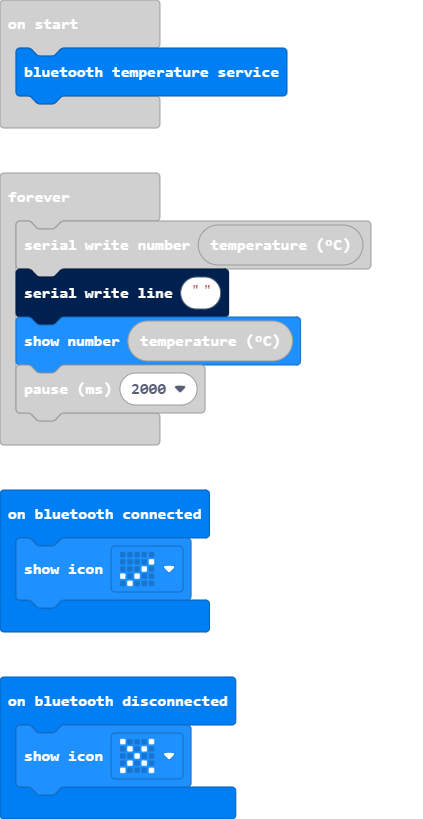 on start
bluetooth temperature service
forever
serial write number temperature (ºC)
serial write line " "
show number temperature (ºC)
pause (ms) 2000
on bluetooth connected
show icon
on bluetooth disconnected
show icon